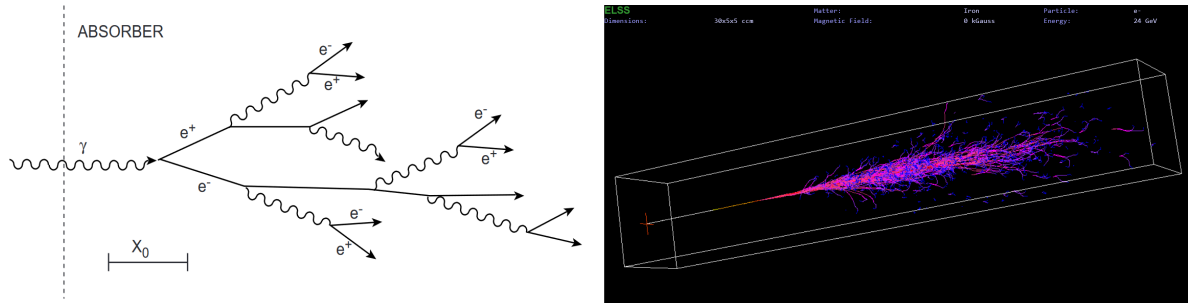 ABSORBER
e-
e+
e+
γ
e-
e+
e-
e-
e+
X0
ELSS
Dimensions: 30x5x5 ccm
Matter: Iron
Magnetic Field: 0 kGauss
Particle: e-
Energy: 24 GeV